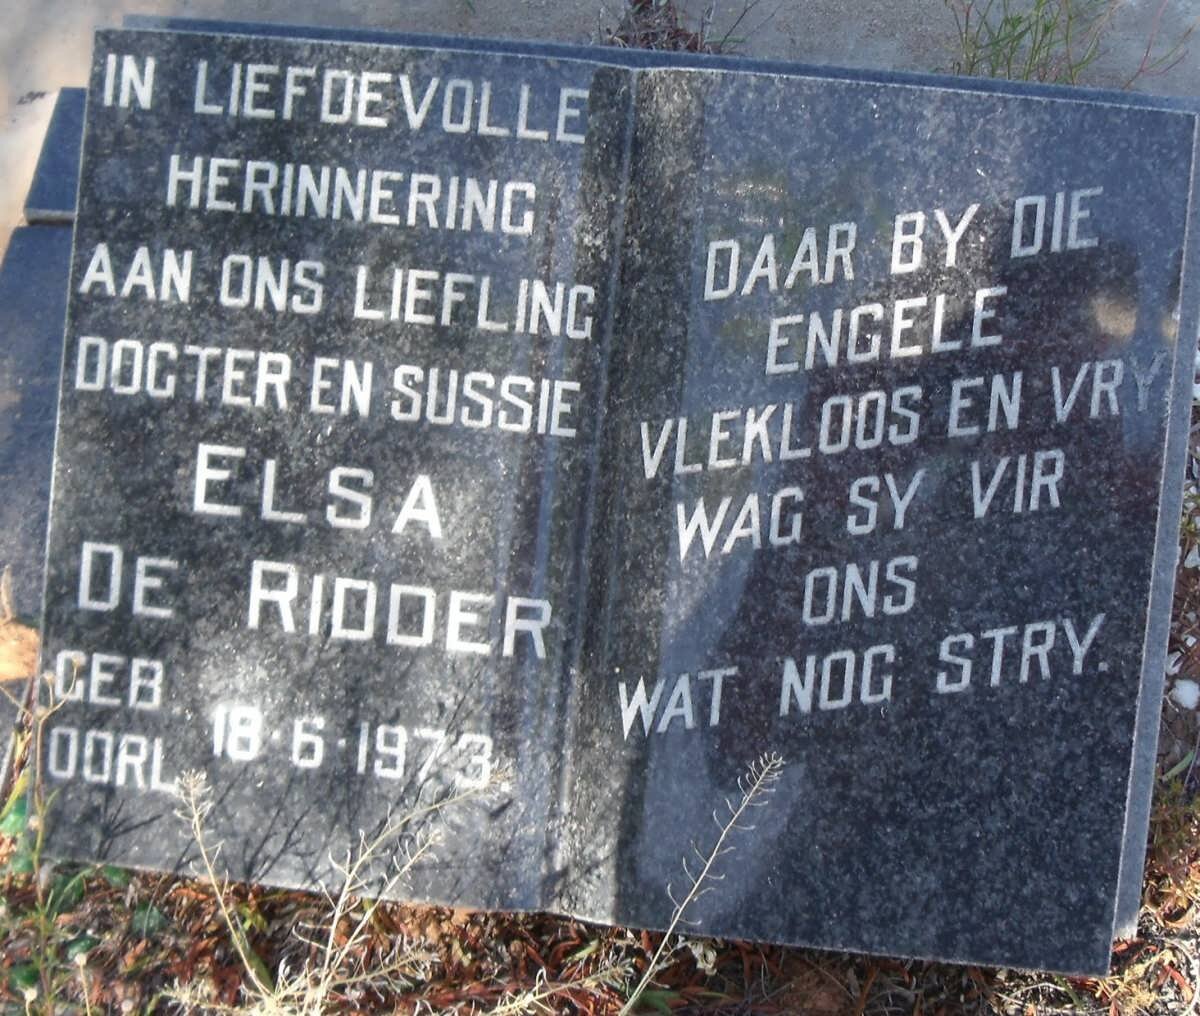 IN LIEFDEVOLLE
HERINNERING
AAN ONS LIEFLING
DOGTER EN SUSSIE
ELSA
DE RIDDER
GEB
18·6·1973
OORL
DAAR BY DIE
ENGELE
VLEKLOOS EN VRY
WAG SY VIR
ONS
WAT NOG STRY.